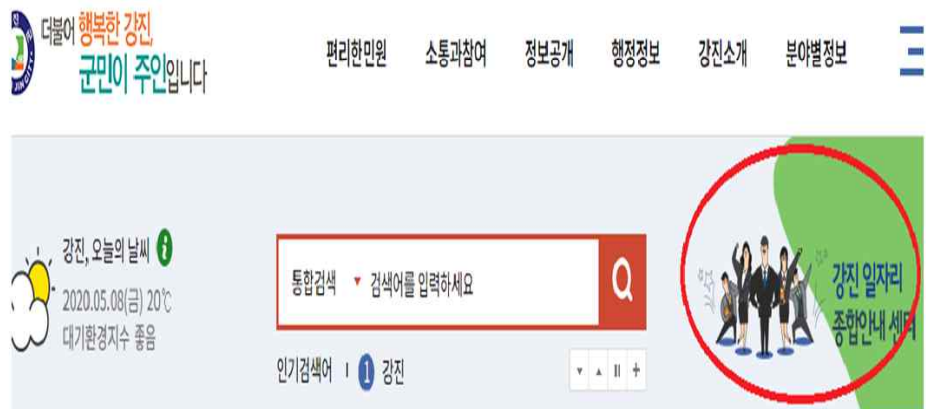 더불어 행복한 강진,
군민이 주인입니다
편리한민원 소통과참여 정보공개 행정정보 강진소개 분야별정보
강진, 오늘의 날씨 i
2020.05.08(금) 20℃
대기환경지수 좋음
통합검색 ▼ 검색어를 입력하세요
인기검색어 | 1 강진
강진 일자리
종합안내 센터